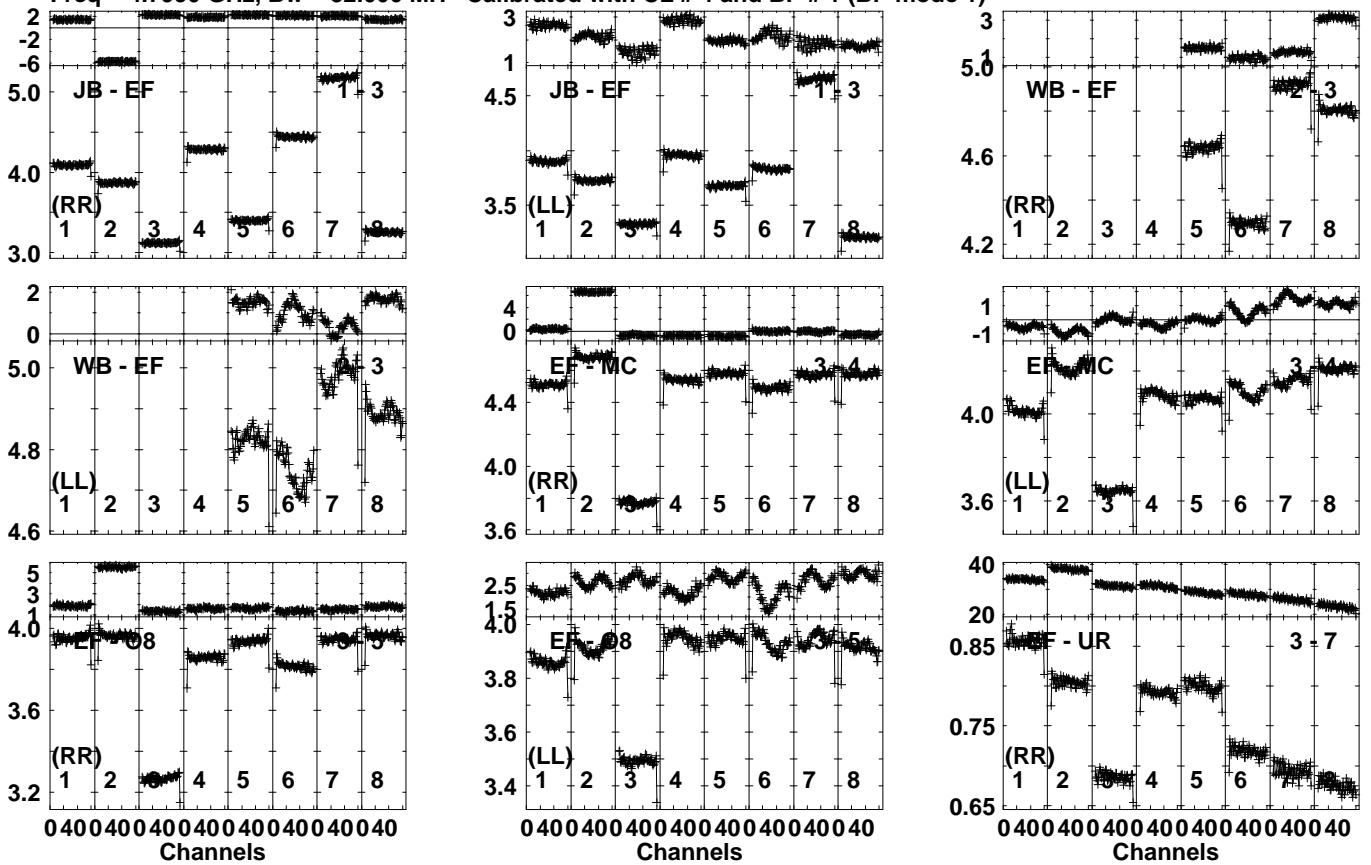 2 -2 -6 5.0 4.0 3.0 JB - EF 1 - 3 (RR) 1 2 3 4 5 6 7 8
3 1 4.5 3.5 JB - EF 1 - 3 (LL) 1 2 3 4 5 6 7 8
3 1 5.0 4.6 4.2 WB - EF 2 - 3 (RR) 1 2 3 4 5 6 7 8
2 0 5.0 4.8 4.6 WB - EF 2 - 3 (LL) 1 2 3 4 5 6 7 8
4 0 4.4 4.0 3.6 EF - MC 3 - 4 (RR) 1 2 3 4 5 6 7 8
1 -1 4.0 3.6 EF - MC 3 - 4 (LL) 1 2 3 4 5 6 7 8
5 3 1 4.0 3.6 3.2 EF - O8 3 - 5 (RR) 1 2 3 4 5 6 7 8
2.5 1.5 4.0 3.8 3.6 3.4 EF - O8 3 - 5 (LL) 1 2 3 4 5 6 7 8
40 20 0.85 0.75 0.65 EF - UR 3 - 7 (RR) 1 2 3 4 5 6 7 8
0 40 0 40 0 40 0 40 0 40 0 40 0 40 0 40
0 40 0 40 0 40 0 40 0 40 0 40 0 40 0 40
0 40 0 40 0 40 0 40 0 40 0 40 0 40 0 40
Channels
Channels
Channels